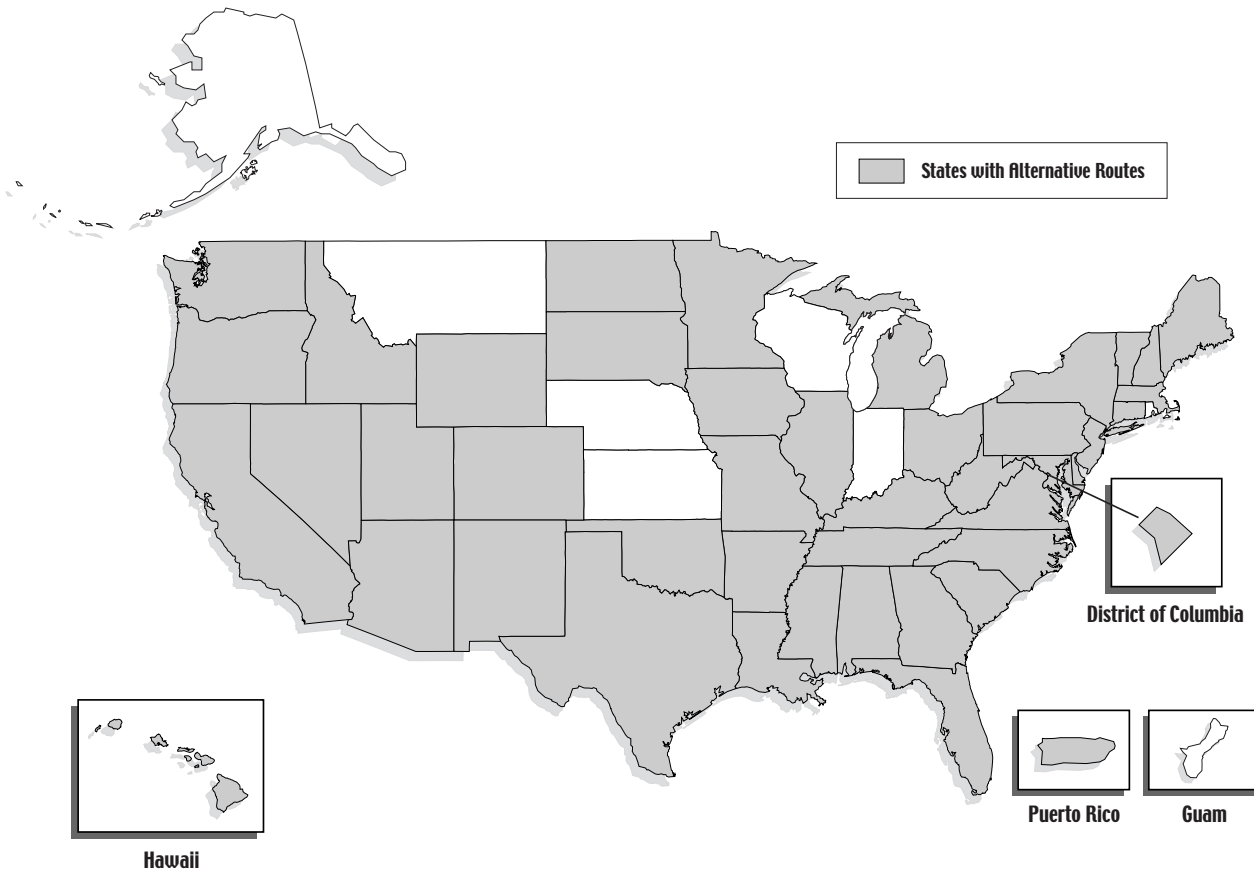 States with Alternative Routes
District of Columbia
Puerto Rico
Guam
Hawaii